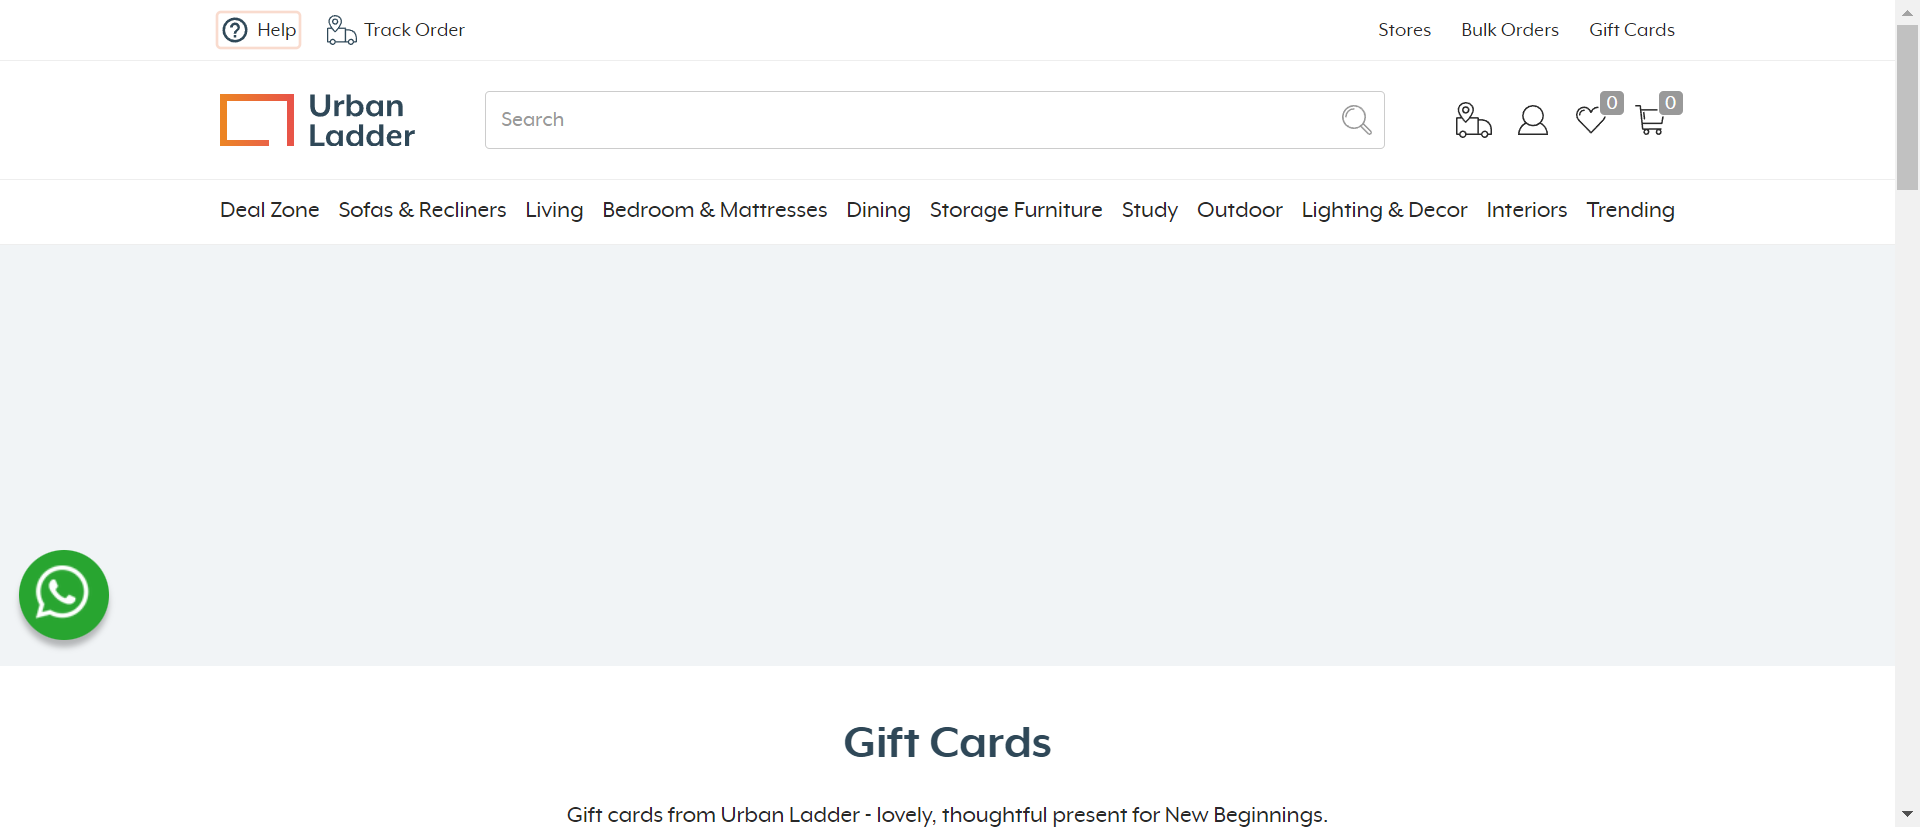 Help Track Order Stores Bulk Orders Gift Cards
Urban
Ladder
Search
0 0
Deal Zone Sofas & Recliners Living Bedroom & Mattresses Dining Storage Furniture Study Outdoor Lighting & Decor Interiors Trending
Gift Cards
Gift cards from Urban Ladder - lovely, thoughtful present for New Beginnings.